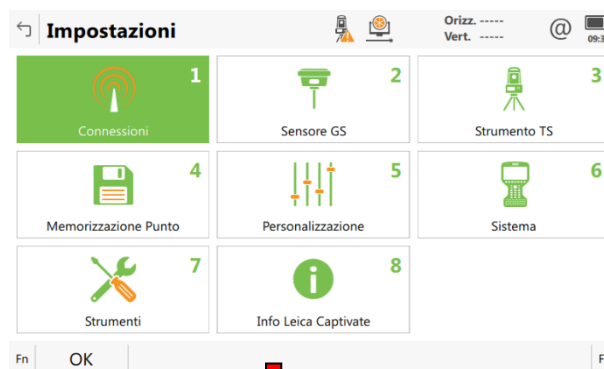 Impostazioni
Orizz. -----
Vert. -----
@
1
Connessioni
2
Sensore GS
3
Strumento TS
4
Memorizzazione Punto
5
Personalizzazione
6
Sistema
7
Strumenti
8
Info Leica Captivate
Fn
OK